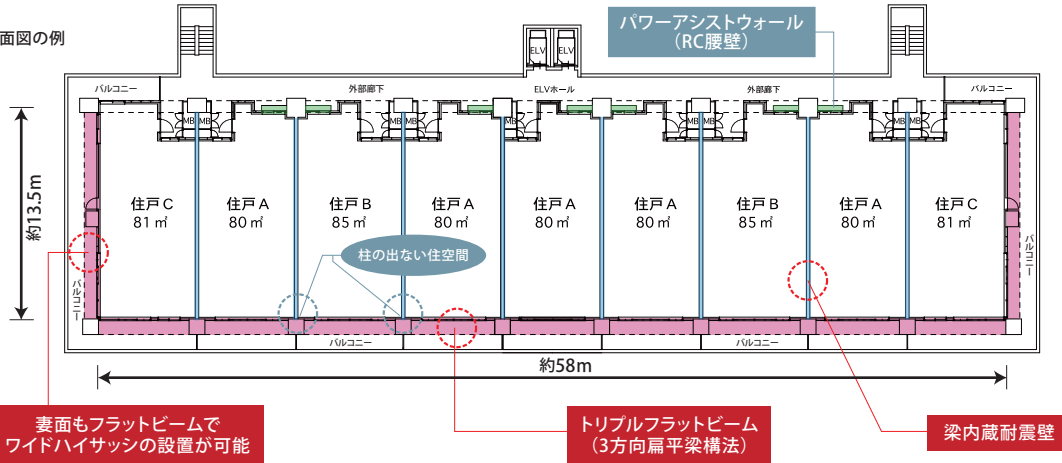 面図の例
パワーアシストウォール
（RC腰壁）
ELV
ELV
バルコニー
外部廊下
ELVホール
外部廊下
バルコニー
MB
MB
MB
MB
MB
MB
MB
MB
MB
約13.5m
住戸C
81㎡
住戸A
80㎡
住戸B
85㎡
住戸A
80㎡
住戸A
80㎡
住戸A
80㎡
住戸B
85㎡
住戸A
80㎡
住戸C
81㎡
柱の出ない住空間
バルコニー
バルコニー
バルコニー
バルコニー
約58m
妻面もフラットビームで
ワイドハイサッシの設置が可能
トリプルフラットビーム
（3方向扁平梁構法）
梁内蔵耐震壁